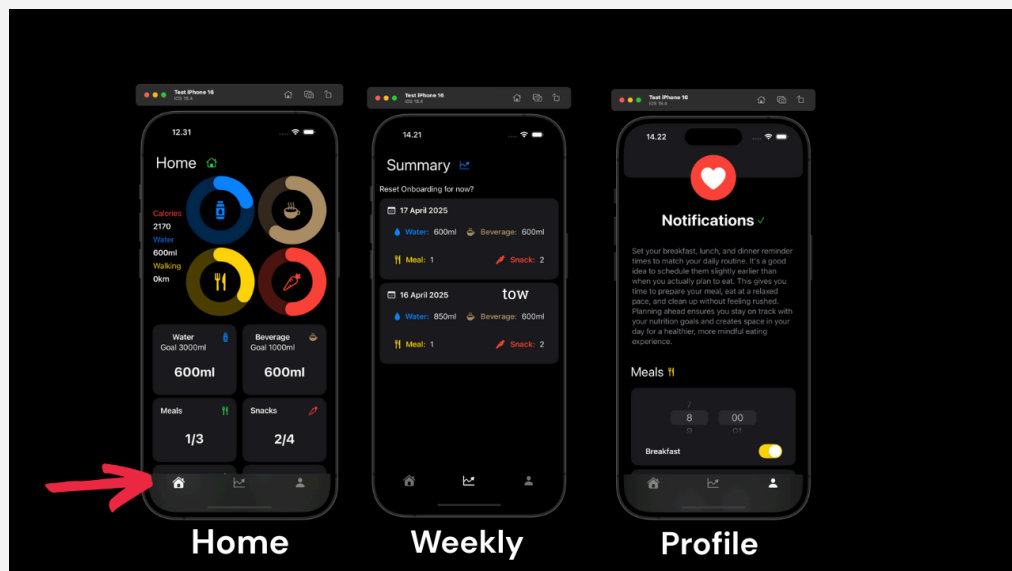 Test iPhone 16
iOS 18.4
12.31
Home
Calories
2170
Water
600ml
Walking
0km
Water
Goal 3000ml
600ml
Beverage
Goal 1000ml
600ml
Meals
1/3
Snacks
2/4
Home
Test iPhone 16
iOS 18.4
14.21
Summary
Reset Onboarding for now?
17 April 2025
Water: 600ml Beverage: 600ml
Meal: 1 Snack: 2
16 April 2025
tow
Water: 850ml Beverage: 600ml
Meal: 1 Snack: 2
Weekly
Test iPhone 16
iOS 18.4
14.22
Notifications
Set your breakfast, lunch, and dinner reminder
times to match your daily routine. It's a good
idea to schedule them slightly earlier than
when you actually plan to eat. This gives you
time to prepare your meal, eat at a relaxed
pace, and clean up without feeling rushed.
Planning ahead ensures you stay on track with
your nutrition goals and creates space in your
day for a healthier, more mindful eating
experience.
Meals
7
8 00
9 01
Breakfast
Profile